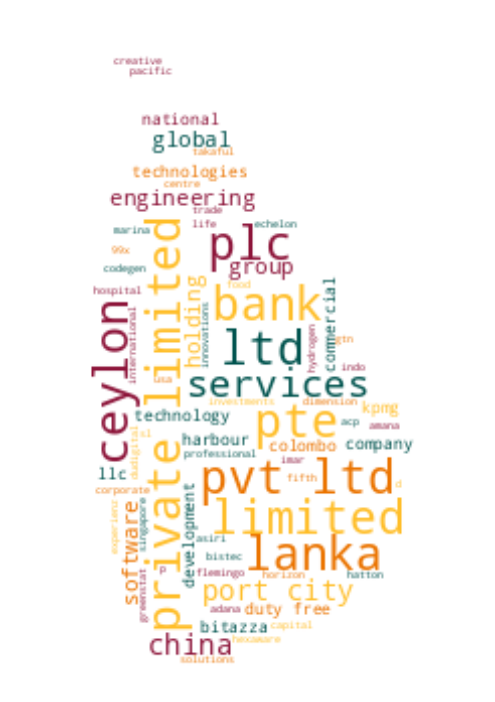 creative
pacific
national
global
takaful
technologies
centre
engineering
trade
life
echelon
marina
plc
99x
group
codegen
food
hospital
bank
private limited
holding
innovations
commercial
international
ceylon
ltd
hydrogen
gtn
indo
usa
services
investments
dimension
kpmg
technology
pte
acp
amana
dudigital
sl
harbour
colombo
company
professional
imar
llc
pvt ltd
fifth
d
corporate
limited
software
experienz
singapore
development
asiri
lanka
bistec
p
flemingo
horizon
hatton
greenstat
port city
adana
duty free
bitazza
capital
china
hexaware
solutions